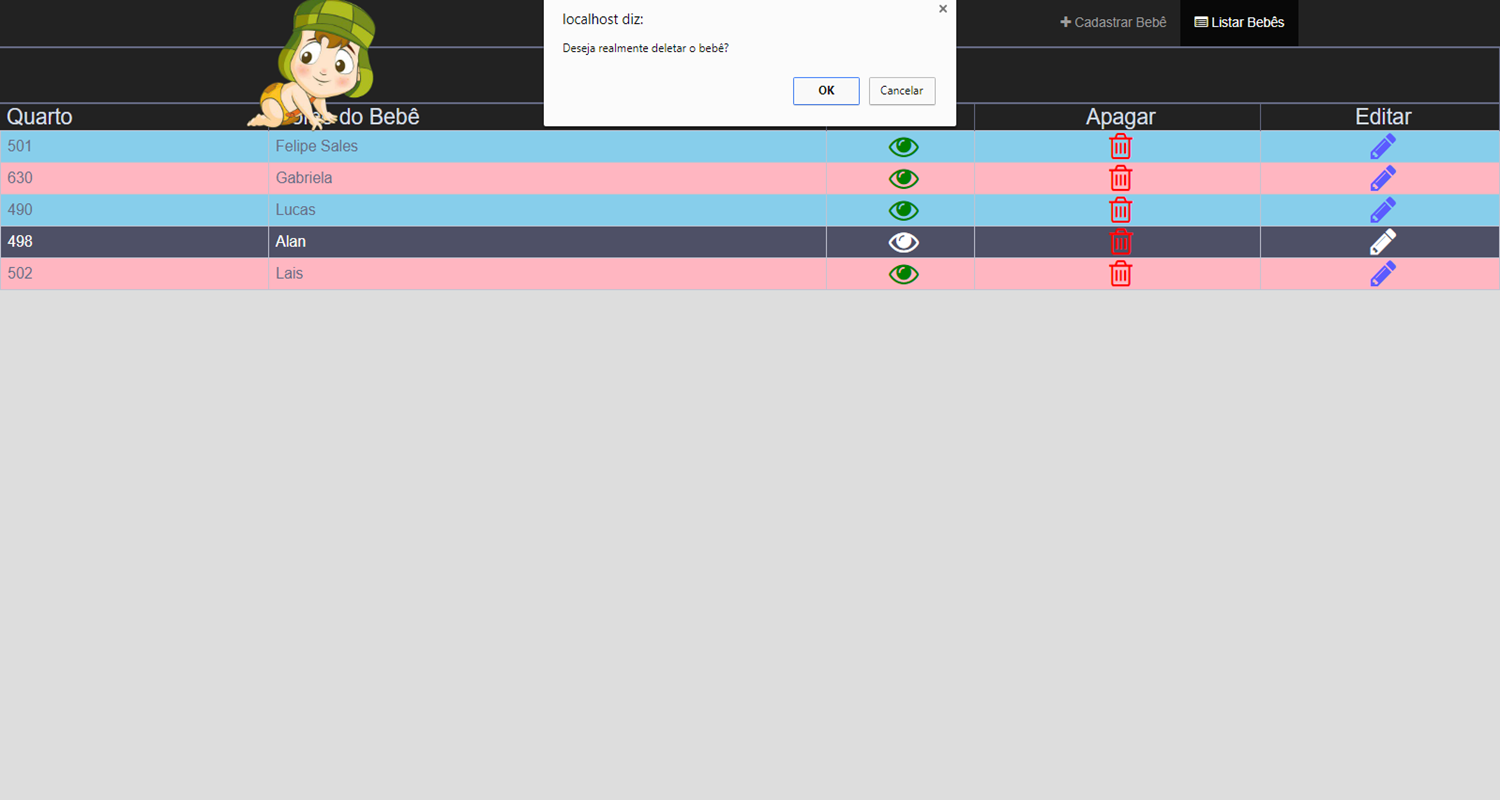 localhost diz:
Deseja realmente deletar o bebê?
OK Cancelar
Cadastrar Bebê Listar Bebês
Quarto do Bebê Apagar Editar
501 Felipe Sales
630 Gabriela
490 Lucas
498 Alan
502 Lais